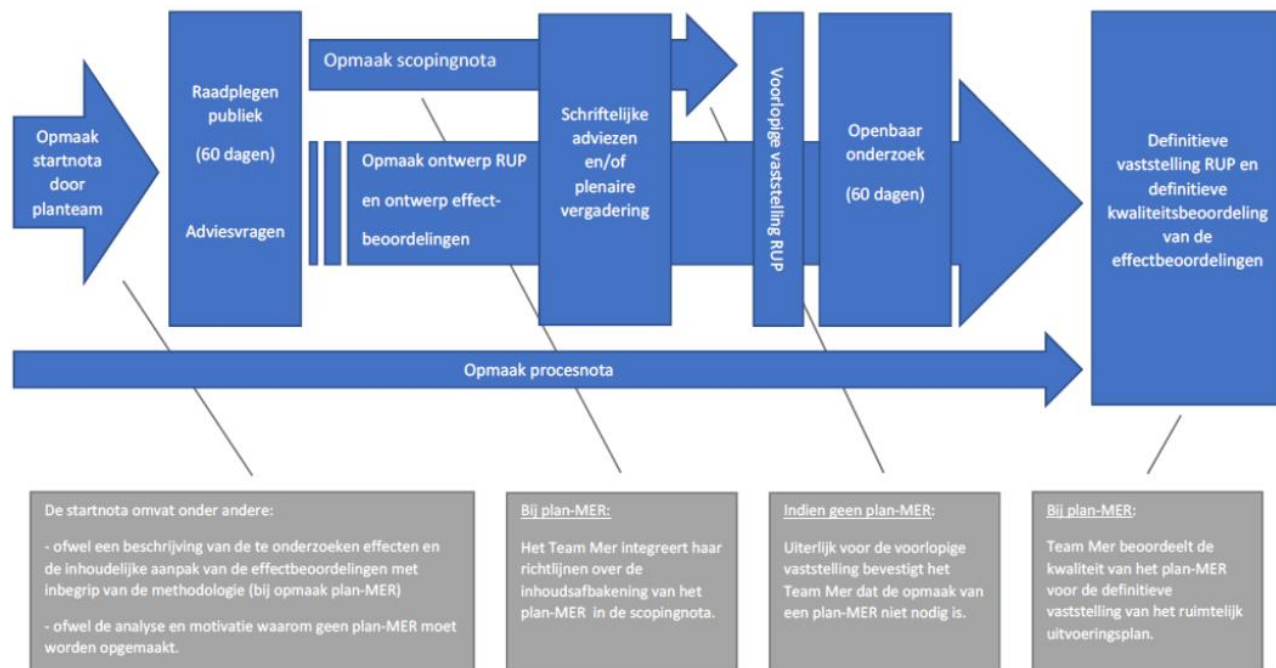 Opmaak
startnota
door
planteam
Raadplegen
publiek
(60 dagen)
Adviesvragen
Opmaak scopingnota
Opmaak ontwerp RUP
en ontwerp effect-
beoordelingen
Schriftelijke
adviezen
en/of
plenaire
vergadering
Voorlopige vaststelling RUP
Openbaar
onderzoek
(60 dagen)
Definitieve
vaststelling RUP en
definitieve
kwaliteitsbeoordeling
van de
effectbeoordelingen
Opmaak procesnota
De startnota omvat onder andere:
- ofwel een beschrijving van de te onderzoeken effecten en
de inhoudelijke aanpak van de effectbeoordelingen met
inbegrip van de methodologie (bij opmaak plan-MER)
- ofwel de analyse en motivatie waarom geen plan-MER moet
worden opgemaakt.
Bij plan-MER:
Het Team Mer integreert haar
richtlijnen over de
inhoudsafbakening van het
plan-MER in de scopingnota.
Indien geen plan-MER:
Uiterlijk voor de voorlopige
vaststelling bevestigt het
Team Mer dat de opmaak van
een plan-MER niet nodig is.
Bij plan-MER:
Team Mer beoordeelt de
kwaliteit van het plan-MER
voor de definitieve
vaststelling van het ruimtelijk
uitvoeringsplan.